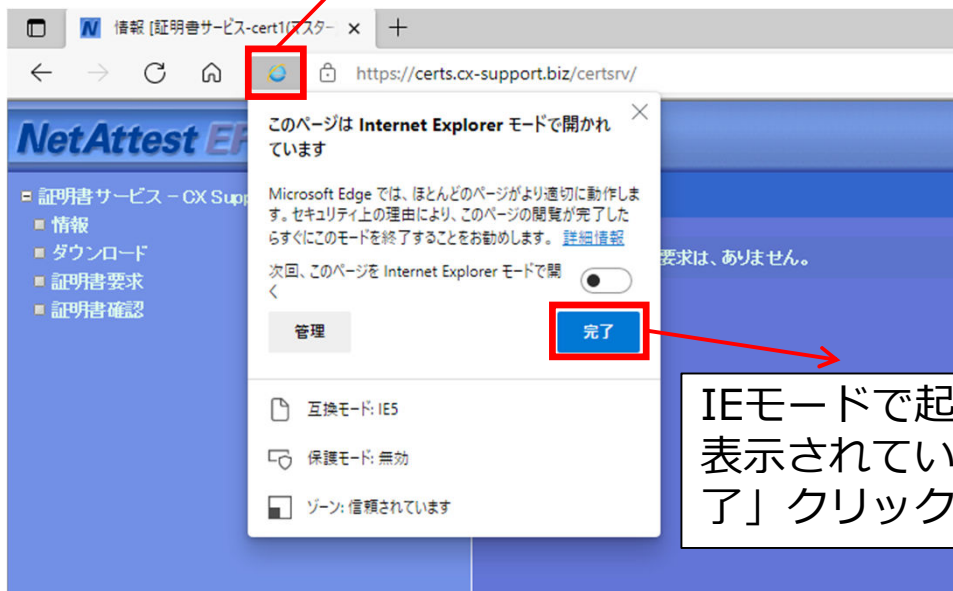 情報 [証明書サービス-cert1(マスター
https://certs.cx-support.biz/certsrv/
NetAttest
このページは Internet Explorer モードで開かれ
ています
Microsoft Edge では、ほとんどのページがより適切に動作しま
す。セキュリティ上の理由により、このページの閲覧が完了した
らすぐにこのモードを終了することをお勧めします。 詳細情報
次回、このページを Internet Explorer モードで開
く
管理
完了
互換モード: IE5
保護モード: 無効
ゾーン: 信頼されています
証明書サービス – CX Supp
情報
ダウンロード
証明書要求
証明書確認
要求は、ありません。
IEモードで起
表示されてい
了」クリック